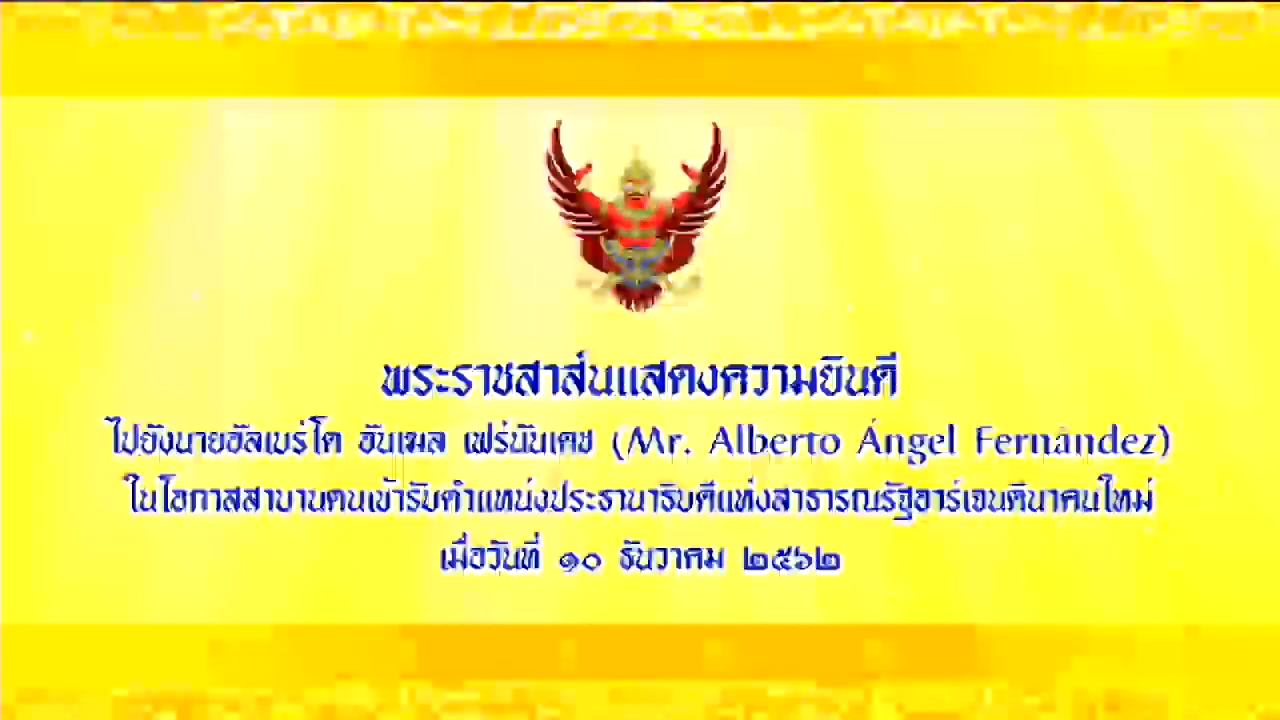 พระราชสาส์นแสดงความยินดี
ไปยังนายอัลเบร์โต อันเฆล เฟร์นันเดซ (Mr. Alberto Ángel Fernández)
ในโอกาสสาบานตนเข้ารับตำแหน่งประธานาธิบดีแห่งสาธารณรัฐอาร์เจนตินาคนใหม่
เมื่อวันที่ ๑๐ ธันวาคม ๒๕๖๒